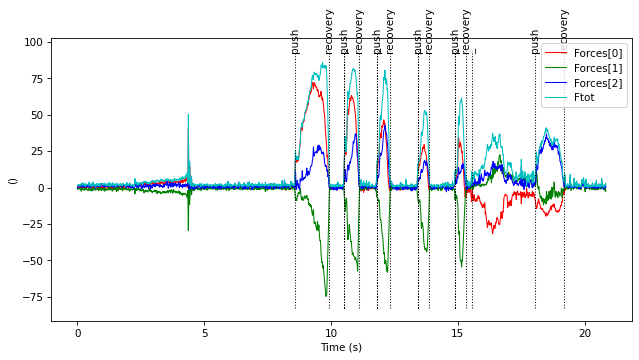 push
recovery
push
recovery
push
recovery
push
recovery
push
recovery
push
recovery
Forces[0]
Forces[1]
Forces[2]
Ftot
100
75
50
25
0
−25
−50
−75
()
0
5
10
15
20
Time (s)